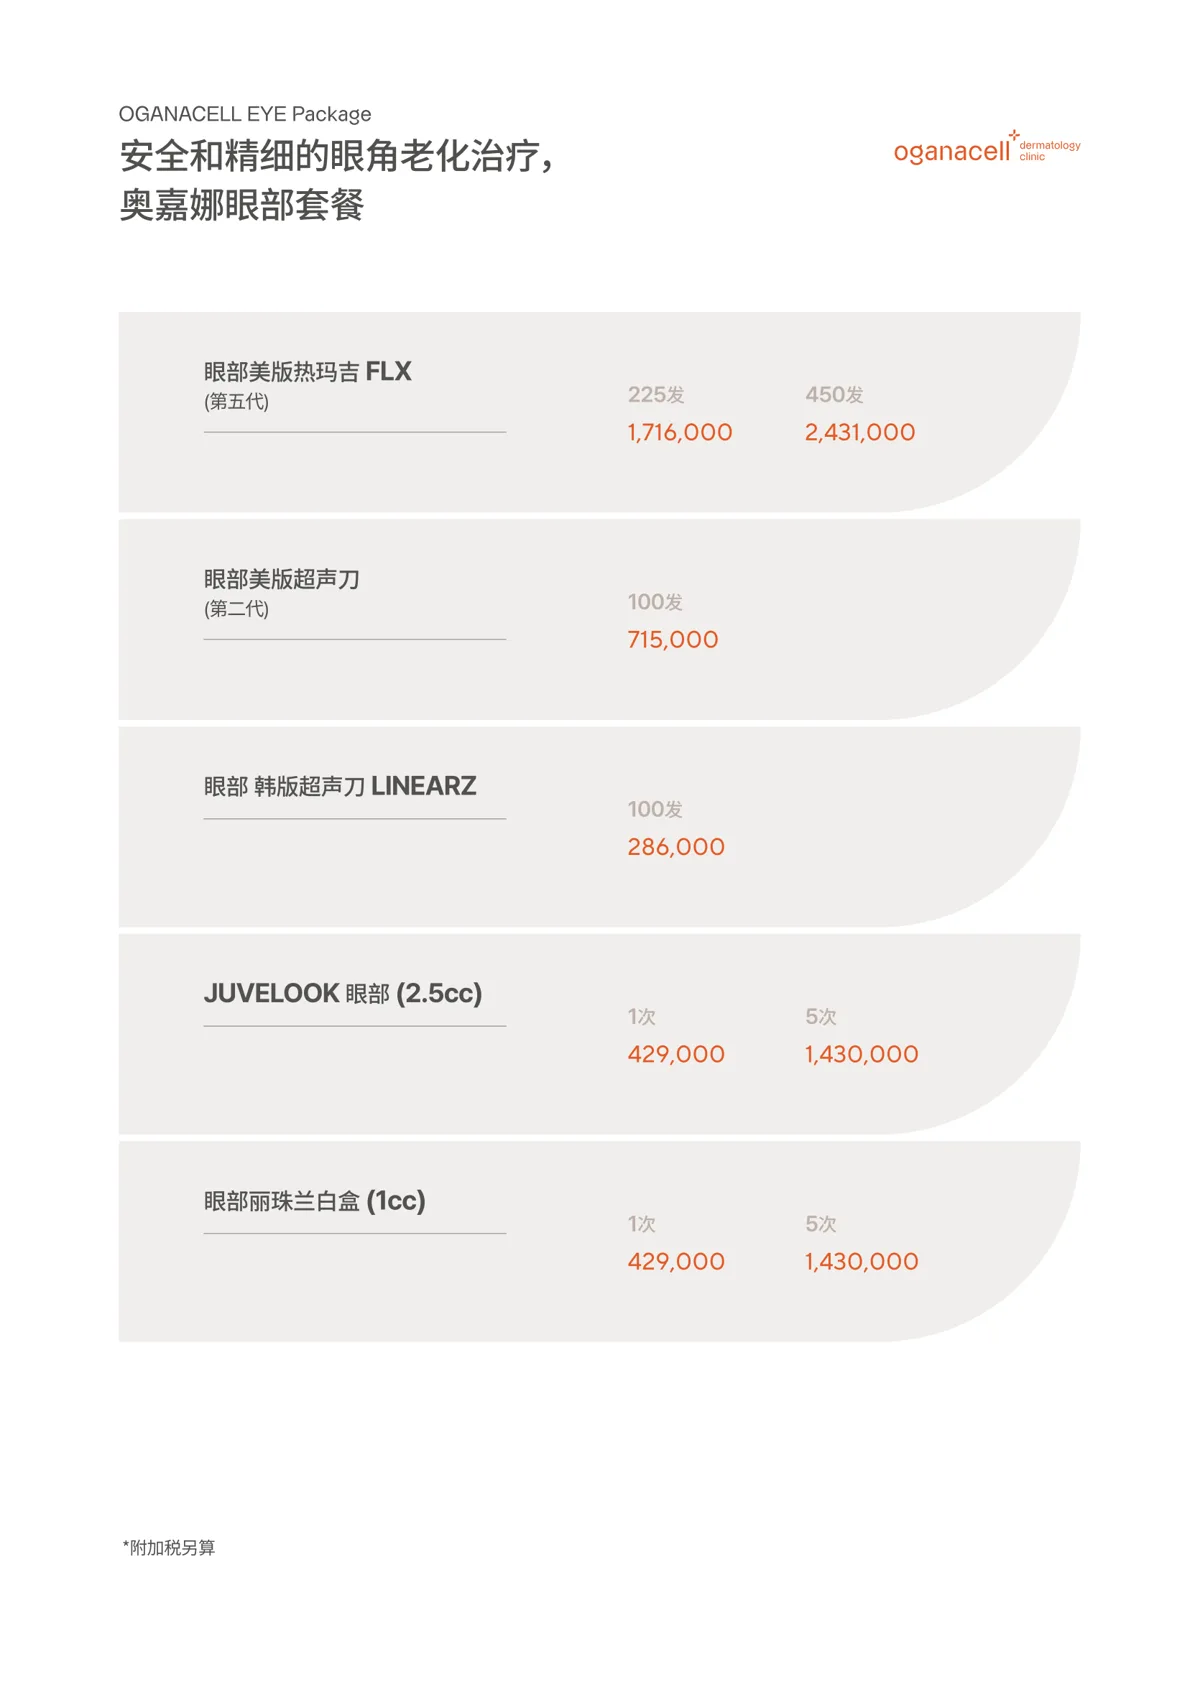 OGANACELL EYE Package
安全和精细的眼角老化治疗，
奥嘉娜眼部套餐
oganacell dermatology
clinic
眼部美版热玛吉 FLX
(第五代)
225发 450发
1,716,000 2,431,000
眼部美版超声刀
(第二代)
100发
715,000
眼部 韩版超声刀 LINEARZ
100发
286,000
JUVELOOK 眼部 (2.5cc)
1次 5次
429,000 1,430,000
眼部丽珠兰白盒 (1cc)
1次 5次
429,000 1,430,000
*附加税另算